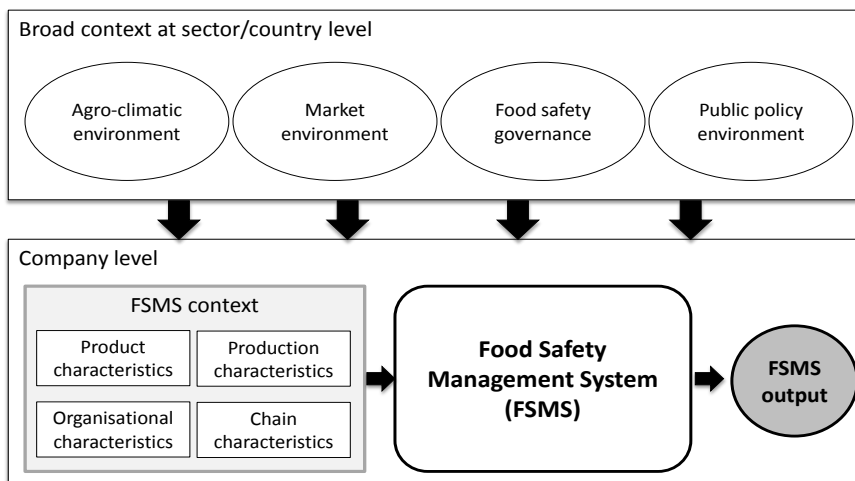 Broad context at sector/country level
Agro-climatic
environment
Market
environment
Food safety
governance
Public policy
environment
Company level
FSMS context
Product
characteristics
Production
characteristics
Organisational
characteristics
Chain
characteristics
Food Safety
Management System
(FSMS)
FSMS
output